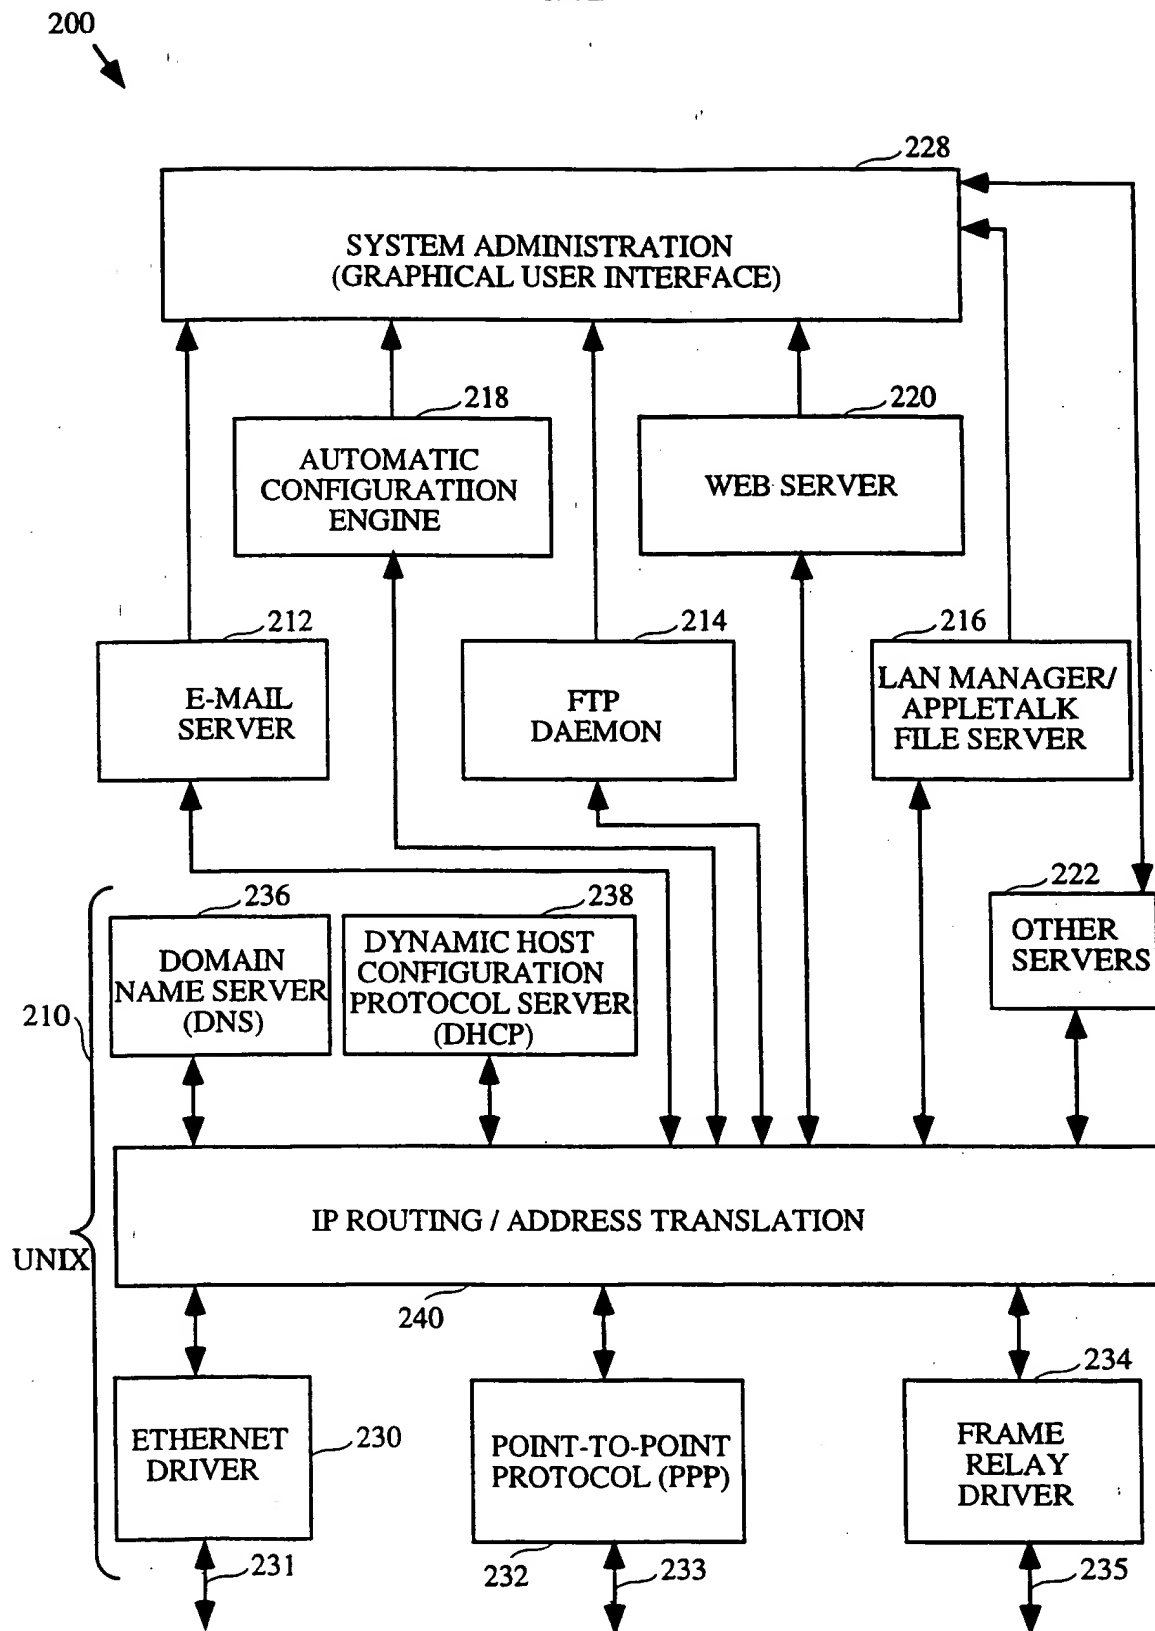 200
228
SYSTEM ADMINISTRATION
(GRAPHICAL USER INTERFACE)
218
AUTOMATIC
CONFIGURATIION
ENGINE
220
WEB SERVER
212
E-MAIL
SERVER
214
FTP
DAEMON
216
LAN MANAGER/
APPLETALK
FILE SERVER
222
OTHER
SERVERS
236
DOMAIN
NAME SERVER
(DNS)
238
DYNAMIC HOST
CONFIGURATION
PROTOCOL SERVER
(DHCP)
210
UNIX
IP ROUTING / ADDRESS TRANSLATION
240
ETHERNET
DRIVER
230
POINT-TO-POINT
PROTOCOL (PPP)
234
FRAME
RELAY
DRIVER
231
232
233
235